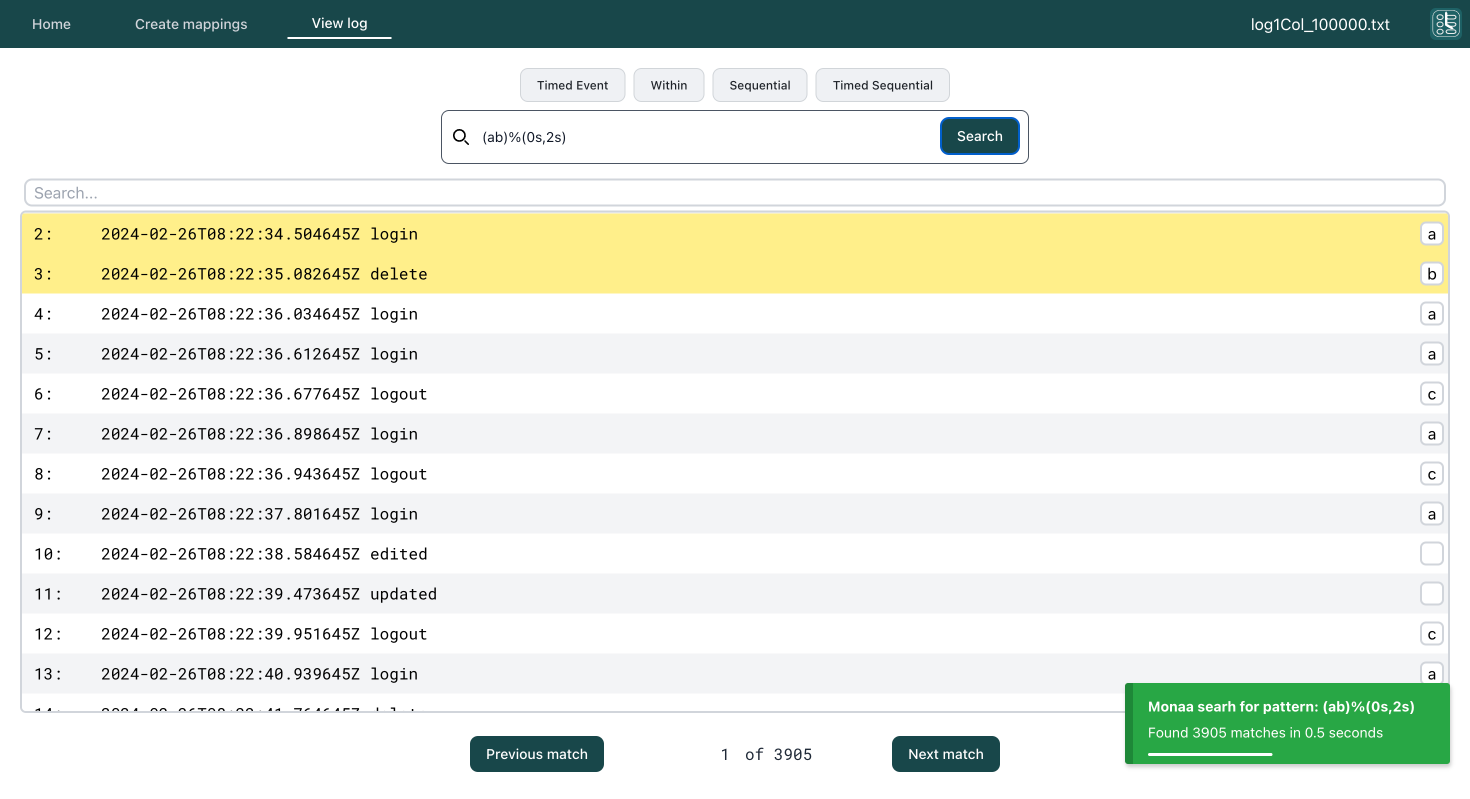 Home Create mappings View log log1Col_100000.txt
Timed Event Within Sequential Timed Sequential
(ab)%(0s,2s) Search
Search...
2: 2024-02-26T08:22:34.504645Z login a
3: 2024-02-26T08:22:35.082645Z delete b
4: 2024-02-26T08:22:36.034645Z login a
5: 2024-02-26T08:22:36.612645Z login a
6: 2024-02-26T08:22:36.677645Z logout c
7: 2024-02-26T08:22:36.898645Z login a
8: 2024-02-26T08:22:36.943645Z logout c
9: 2024-02-26T08:22:37.801645Z login a
10: 2024-02-26T08:22:38.584645Z edited
11: 2024-02-26T08:22:39.473645Z updated
12: 2024-02-26T08:22:39.951645Z logout c
13: 2024-02-26T08:22:40.939645Z login a
Monaa searh for pattern: (ab)%(0s,2s)
Found 3905 matches in 0.5 seconds
Previous match 1 of 3905 Next match